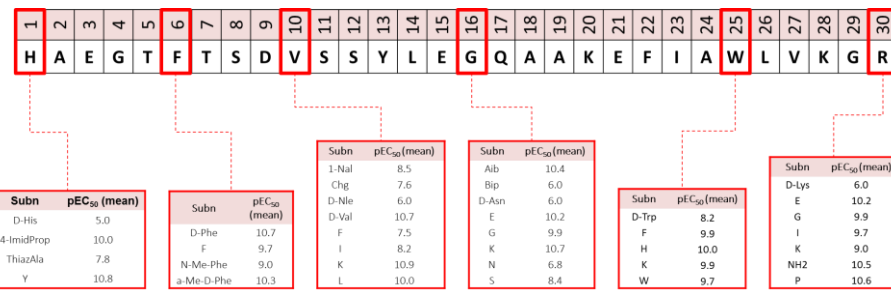 1 2 3 4 5 6 7 8 9 10 11 12 13 14 15 16 17 18 19 20 21 22 23 24 25 26 27 28 29 30
H A E G T F T S D V S S Y L E G Q A A K E F I A W L V K G R
Subn pEC50 (mean)
D-His 5.0
4-ImidProp 10.0
ThiazAla 7.8
Y 10.8
Subn pEC50 (mean)
D-Phe 10.7
F 9.7
N-Me-Phe 9.0
a-Me-D-Phe 10.3
Subn pEC50 (mean)
1-Nal 8.5
Chg 7.6
D-Nle 6.0
D-Val 10.7
F 7.5
I 8.2
K 10.9
L 10.0
Subn pEC50 (mean)
Aib 10.4
Bip 6.0
D-Asn 6.0
E 10.2
G 9.9
K 10.7
N 6.8
S 8.4
Subn pEC50 (mean)
D-Trp 8.2
F 9.9
H 10.0
K 9.9
W 9.7
Subn pEC50 (mean)
D-Lys 6.0
E 10.2
G 9.9
I 9.7
K 9.0
NH2 10.5
P 10.6